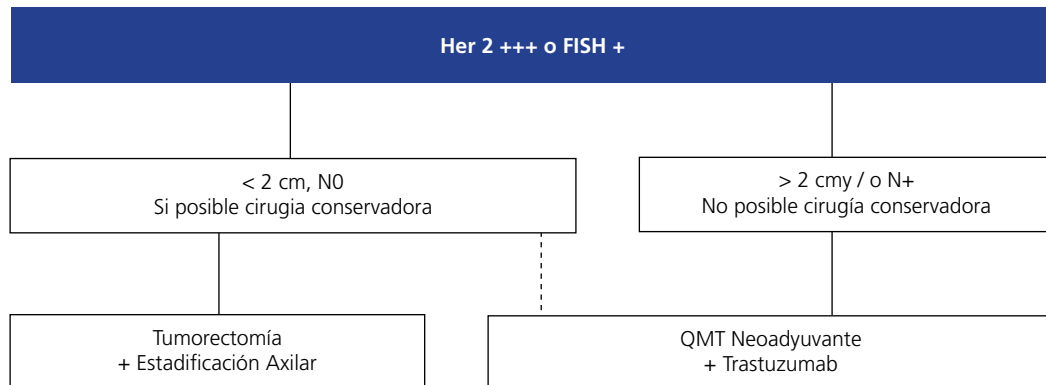 Her 2 +++ o FISH +
< 2 cm, N0
Si posible cirugia conservadora
> 2 cmy / o N+
No posible cirugía conservadora
Tumorectomía
+ Estadificación Axilar
QMT Neoadyuvante
+ Trastuzumab